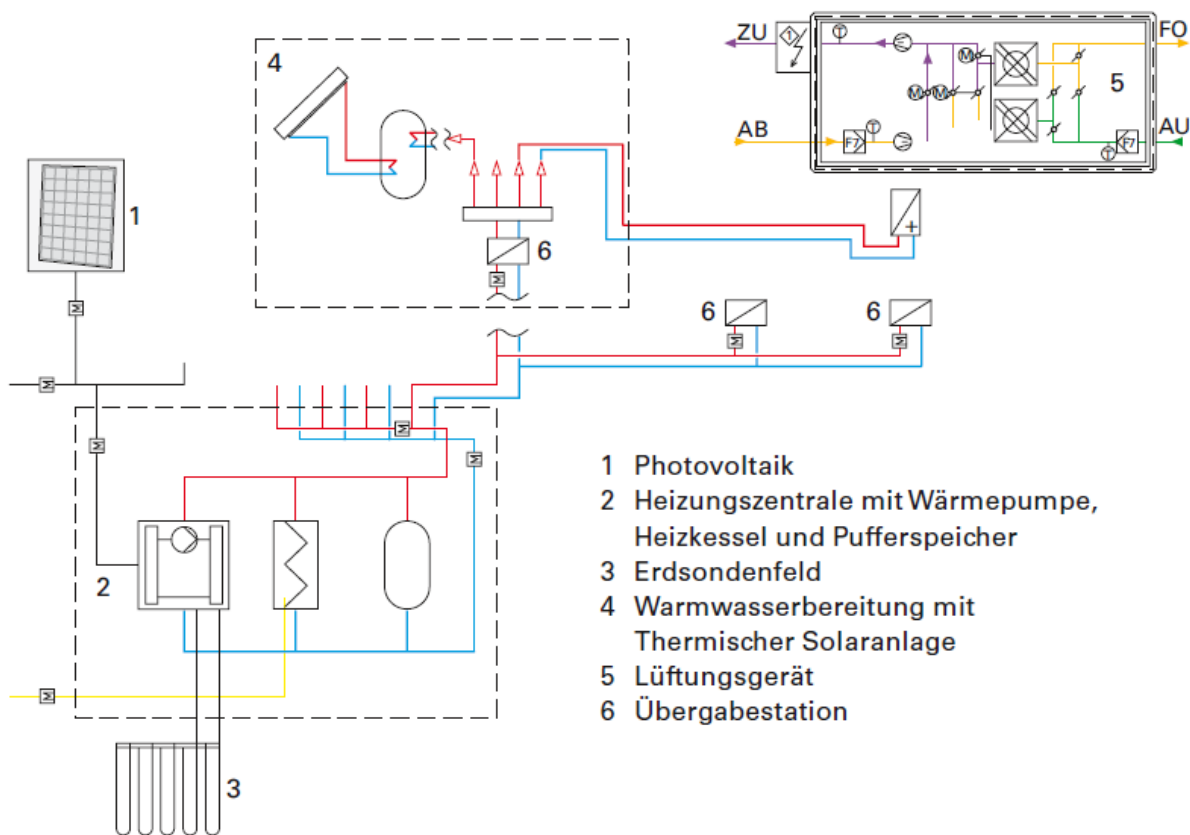 ZU
FO
4
1
T
M
5
M
M
AB
F7
T
T
F7
AU
1
6
M
+
M
6
6
M
M
M
M
M
M
2
M
3
1 Photovoltaik
2 Heizungszentrale mit Wärmepumpe,
Heizkessel und Pufferspeicher
3 Erdsondenfeld
4 Warmwasserbereitung mit
Thermischer Solaranlage
5 Lüftungsgerät
6 Übergabestation